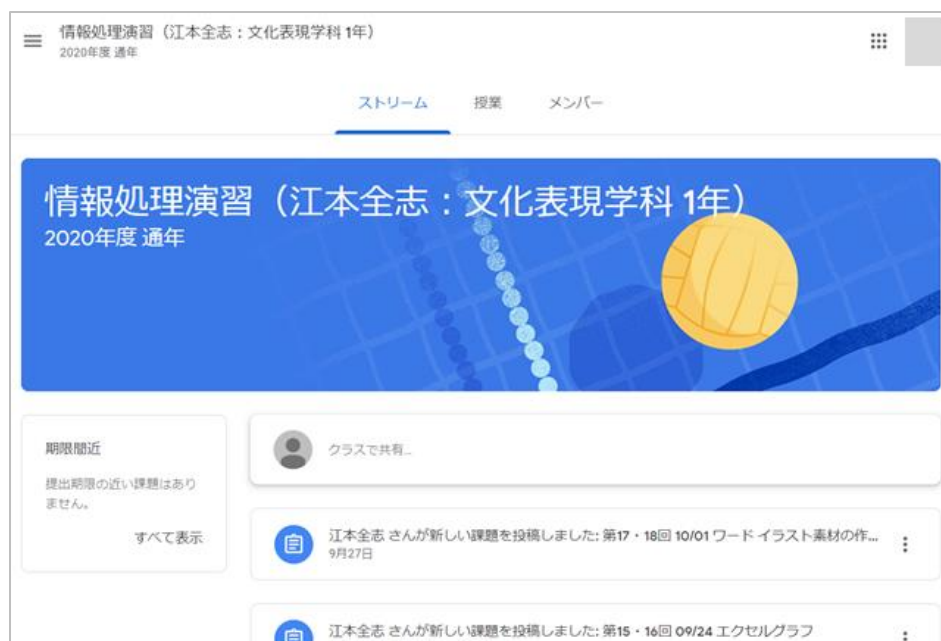 情報処理演習（江本全志：文化表現学科 1年）
2020年度 通年
ストリーム
授業
メンバー
情報処理演習（江本全志：文化表現学科 1年）
2020年度 通年
期限間近
提出期限の近い課題はあり
ません。
すべて表示
クラスで共有...
江本全志 さんが新しい課題を投稿しました: 第17・18回 10/01 ワード イラスト素材の作...
9月27日
江本全志 さんが新しい課題を投稿しました: 第15・16回 09/24 エクセルグラフ